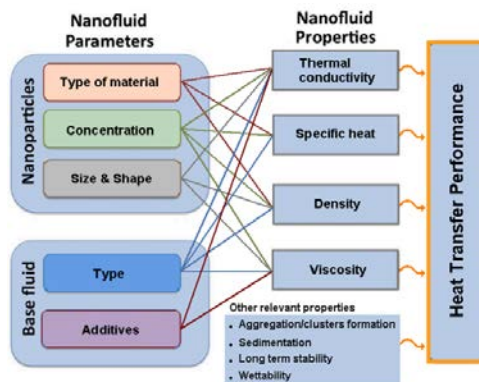 Nanofluid
Parameters
Nanofluid
Properties
Nanoparticles
Type of material
Concentration
Size & Shape
Base fluid
Type
Additives
Thermal
conductivity
Specific heat
Density
Viscosity
Other relevant properties
• Aggregation/clusters formation
• Sedimentation
• Long term stability
• Wettability
Heat Transfer Performance